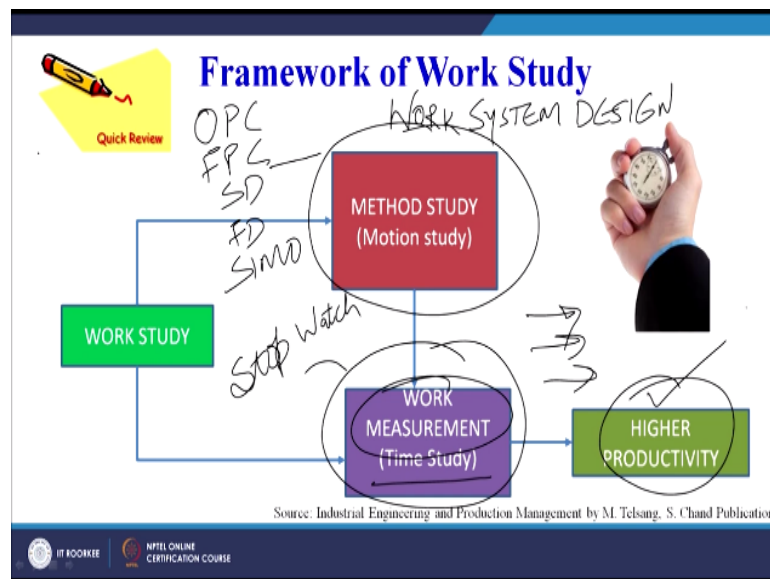 Framework of Work Study
Quick Review
OPC
WORK SYSTEM DESIGN
FPC
SD
FD
SIMO
METHOD STUDY
(Motion study)
WORK STUDY
Stop Watch
WORK
MEASUREMENT
(Time Study)
HIGHER
PRODUCTIVITY
Source: Industrial Engineering and Production Management by M. Telsang, S. Chand Publication
IIT ROORKEE
NPTEL ONLINE
CERTIFICATION COURSE